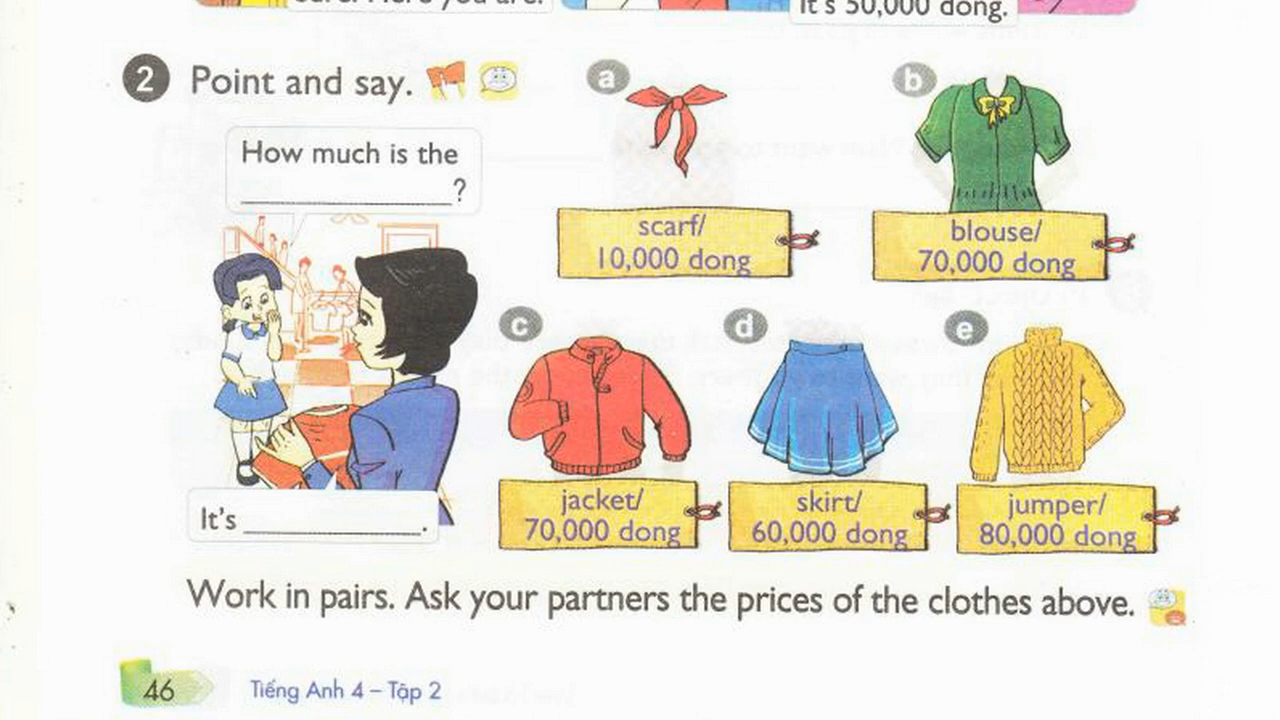 It's 50,000 dong.
2 Point and say.
How much is the
____________?
It's ____________.
a
scarf/
10,000 dong
b
blouse/
70,000 dong
c
jacket/
70,000 dong
d
skirt/
60,000 dong
e
jumper/
80,000 dong
Work in pairs. Ask your partners the prices of the clothes above.
46 Tiếng Anh 4 – Tập 2